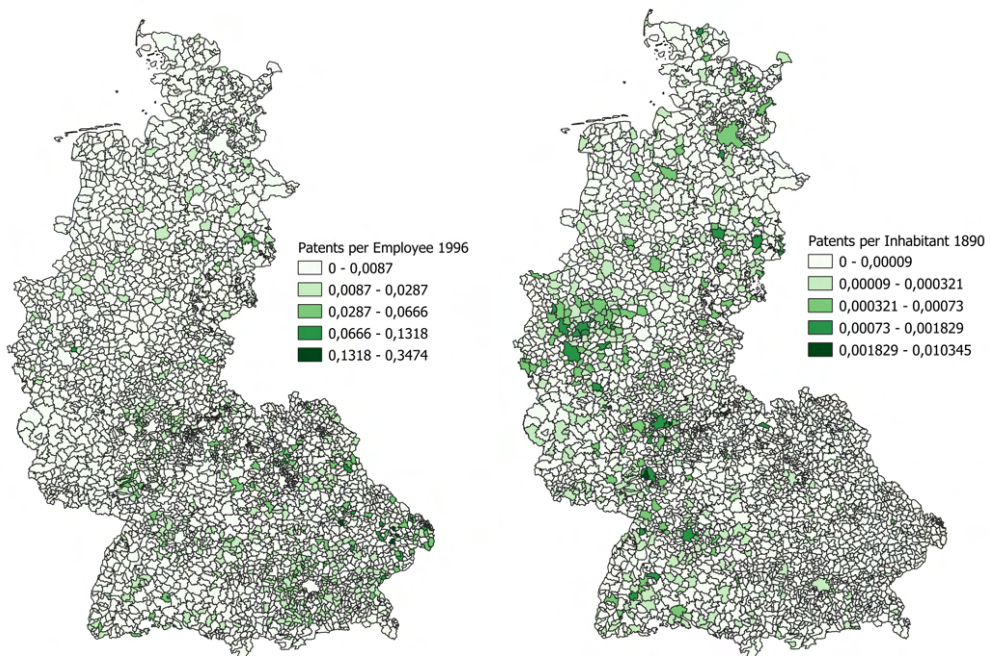 Patents per Employee 1996
0 - 0,0087
0,0087 - 0,0287
0,0287 - 0,0666
0,0666 - 0,1318
0,1318 - 0,3474
Patents per Inhabitant 1890
0 - 0,00009
0,00009 - 0,000321
0,000321 - 0,00073
0,00073 - 0,001829
0,001829 - 0,010345